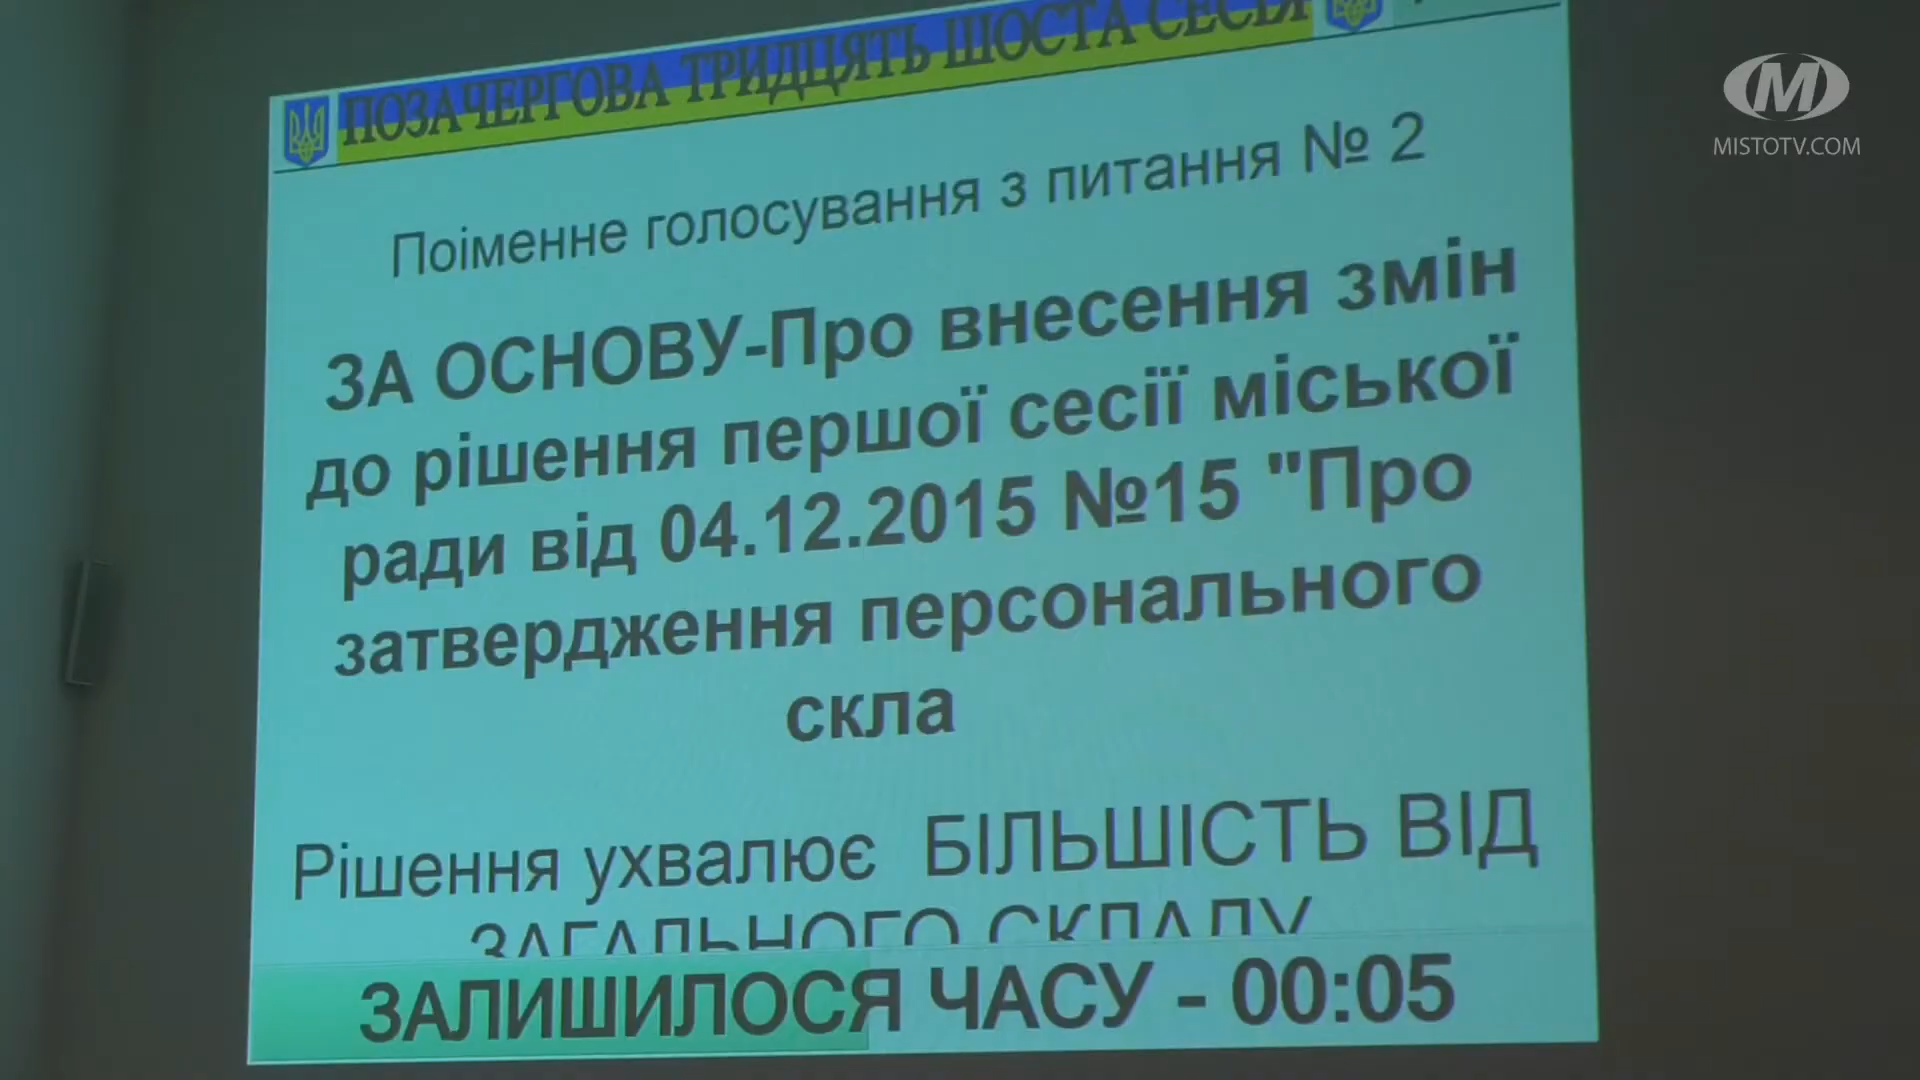 ПОЗАЧЕРГОВА ТРИДЦЯТЬ ШОСТА СЕСІЯ
M
MISTOTV.COM
Поіменне голосування з питання № 2
ЗА ОСНОВУ-Про внесення змін
до рішення першої сесії міської
ради від 04.12.2015 №15 "Про
затвердження персонального
скла
Рішення ухвалює БІЛЬШІСТЬ ВІД
ЗАГАЛЬНОГО СКЛАДУ
ЗАЛИШИЛОСЯ ЧАСУ - 00:05